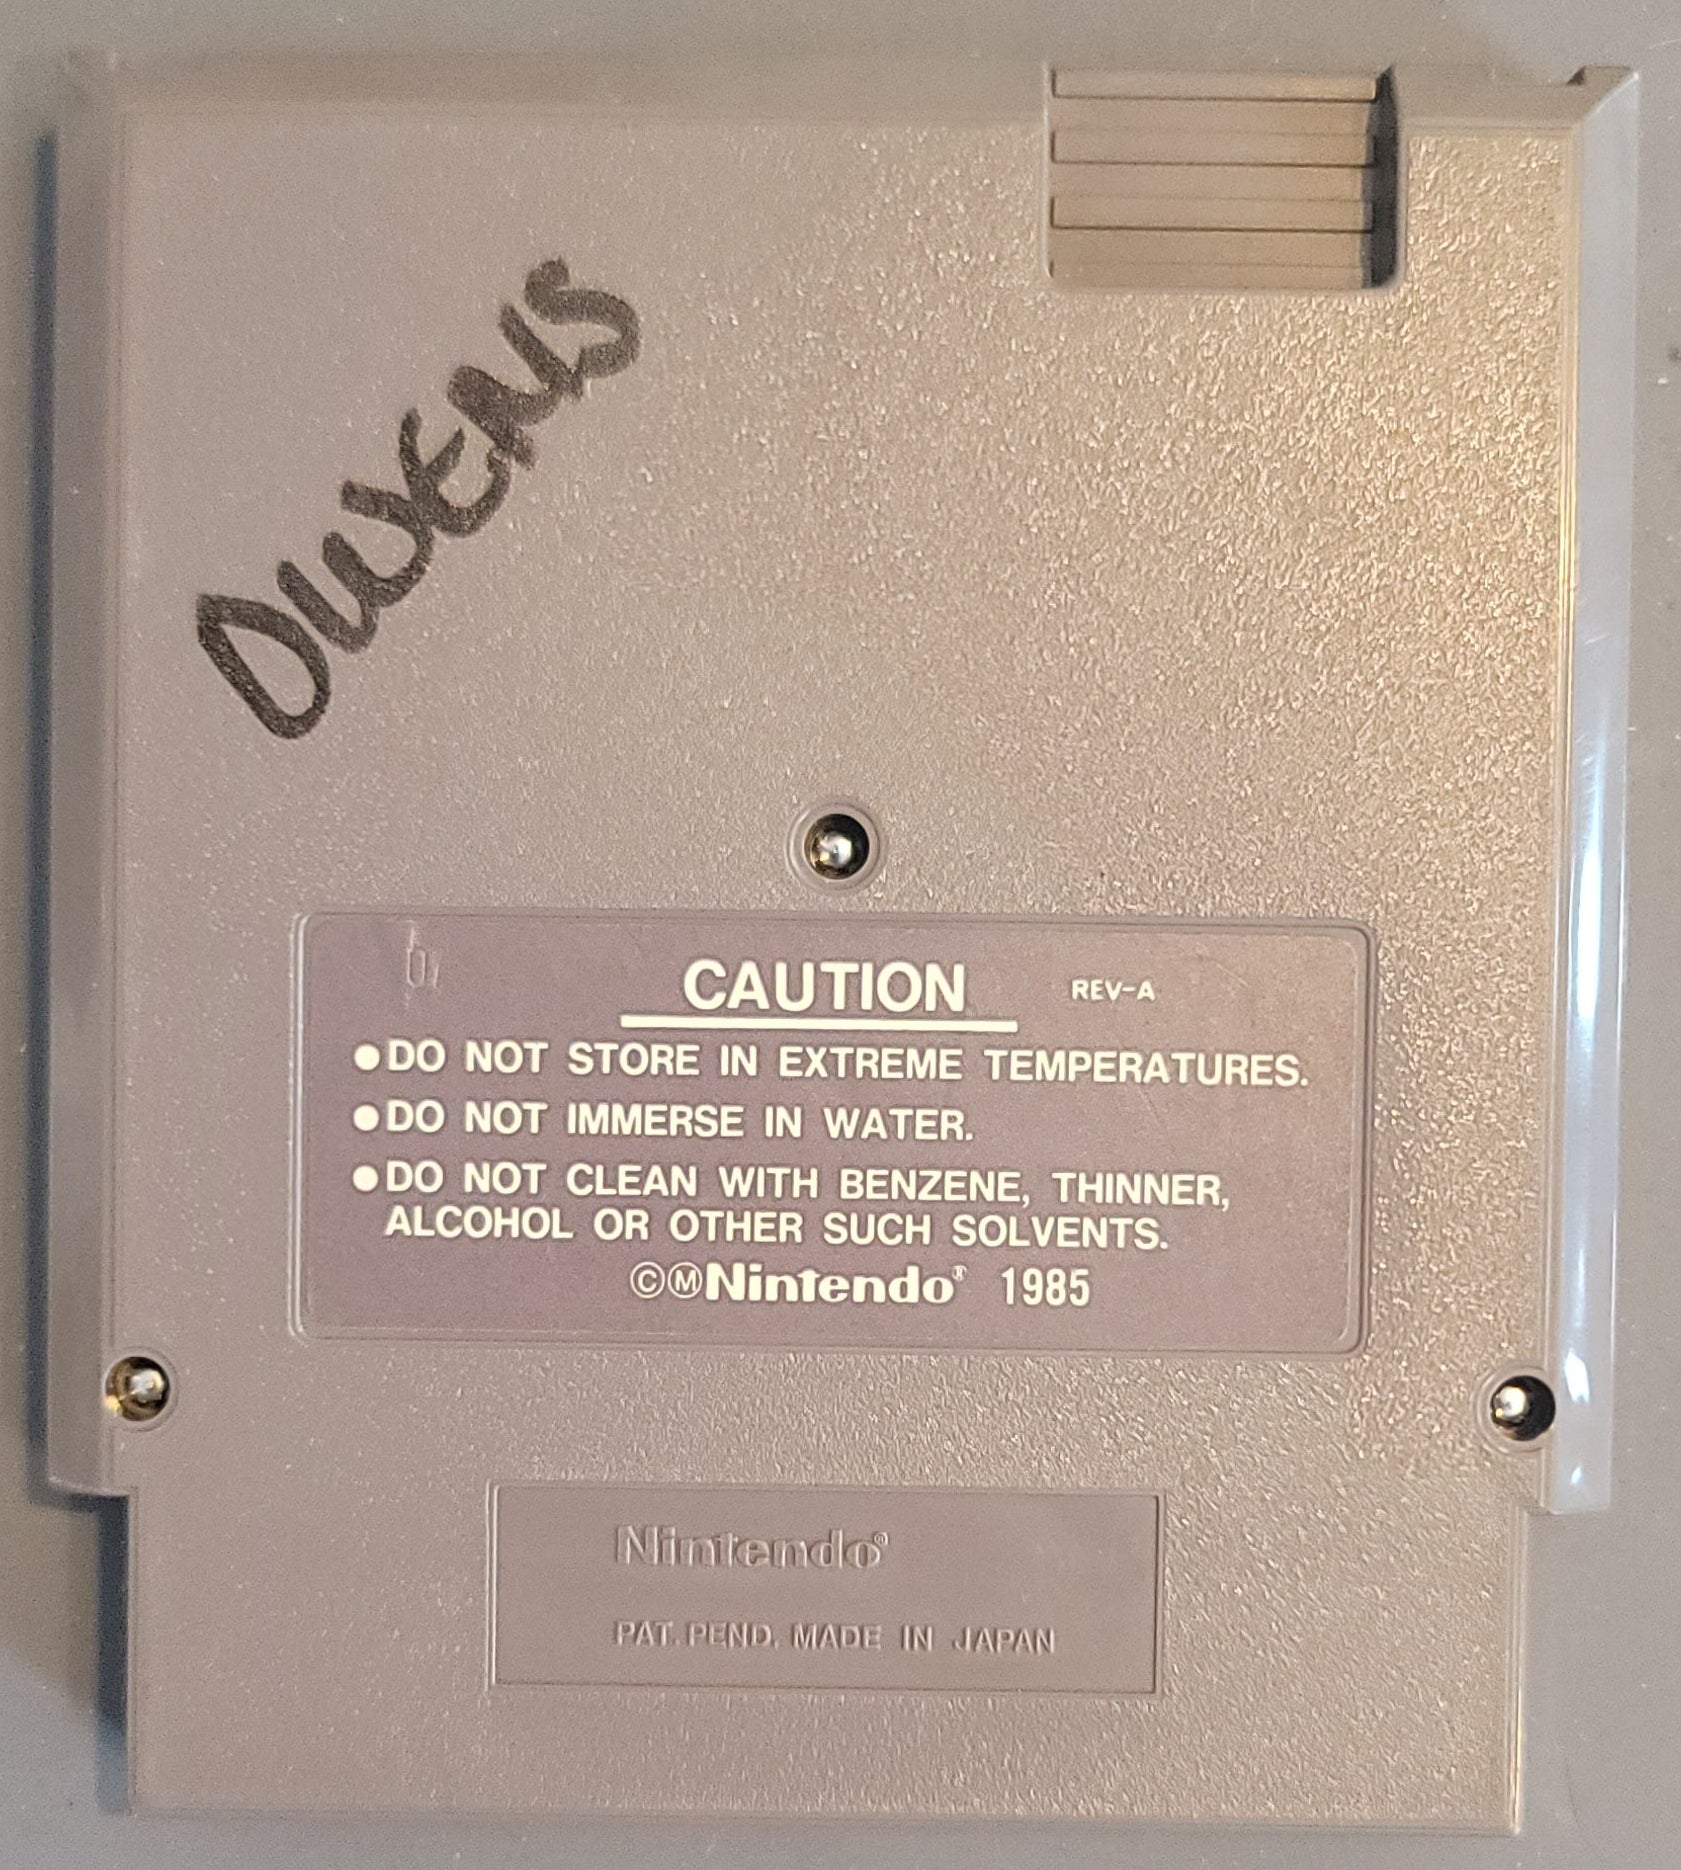 OWENS
CAUTION REV-A
●DO NOT STORE IN EXTREME TEMPERATURES.
●DO NOT IMMERSE IN WATER.
●DO NOT CLEAN WITH BENZENE, THINNER,
ALCOHOL OR OTHER SUCH SOLVENTS.
©ⓂNintendo® 1985
Nintendo®
PAT. PEND. MADE IN JAPAN